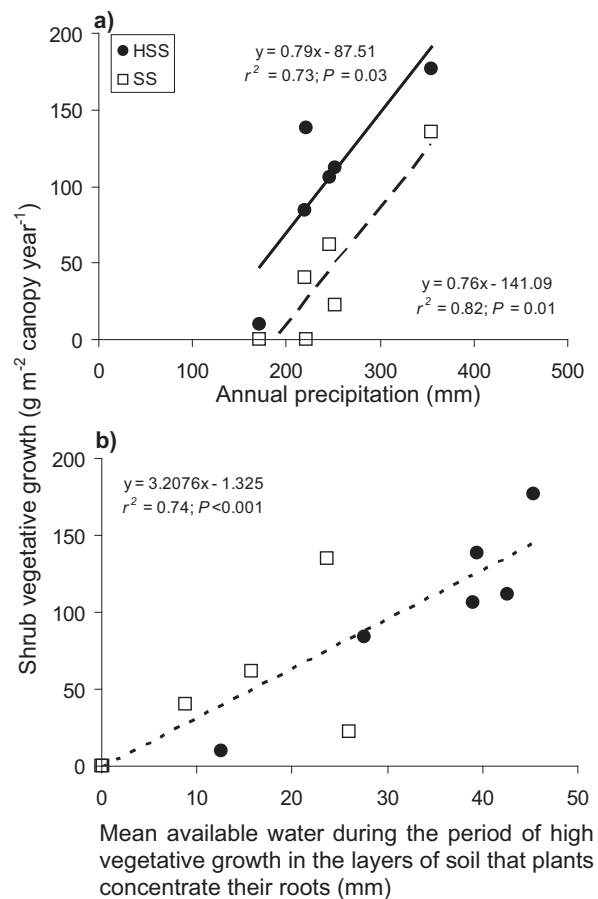 a)
200
150
100
50
0
HSS
SS
y = 0.79x - 87.51
r² = 0.73; P = 0.03
y = 0.76x - 141.09
r² = 0.82; P = 0.01
0 100 200 300 400 500
Annual precipitation (mm)
Shrub vegetative growth (g m⁻² canopy year⁻¹)
b)
200
150
100
50
0
y = 3.2076x - 1.325
r² = 0.74; P<0.001
0 10 20 30 40 50
Mean available water during the period of high
vegetative growth in the layers of soil that plants
concentrate their roots (mm)